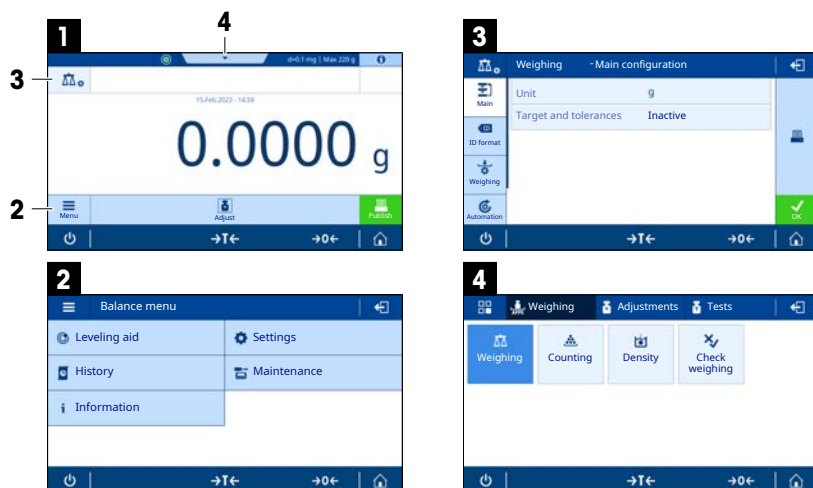 4
1
d=0.1 mg | Max 220 g
3
15.Feb.2023 - 14.59
0.0000 g
2
Menu
Adjust
Publish
→T←
→0←
3
Weighing - Main configuration
Main
Unit g
Target and tolerances Inactive
ID
ID format
Weighing
Automation
OK
→T←
→0←
2
Balance menu
Leveling aid
Settings
History
Maintenance
Information
→T←
→0←
4
Weighing Adjustments Tests
Weighing
Counting
Density
Check
weighing
→T←
→0←